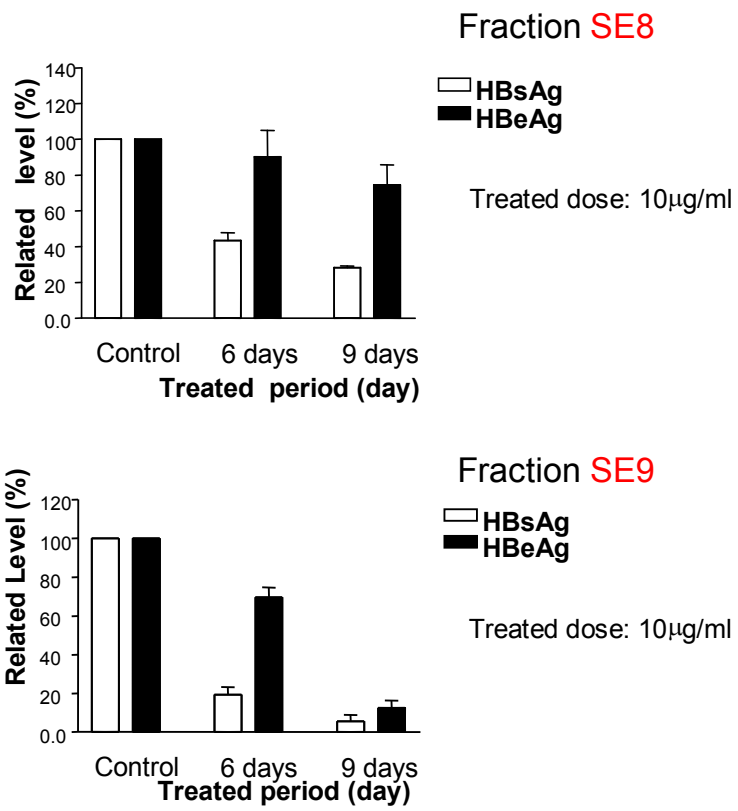 Fraction SE8
HBsAg
HBeAg
Treated dose: 10μg/ml
Related level (%)
140
120
100
80
60
40
20
0.0
Control 6 days 9 days
Treated period (day)
Fraction SE9
HBsAg
HBeAg
Treated dose: 10μg/ml
Related Level (%)
120
100
80
60
40
20
0.0
Control 6 days 9 days
Treated period (day)